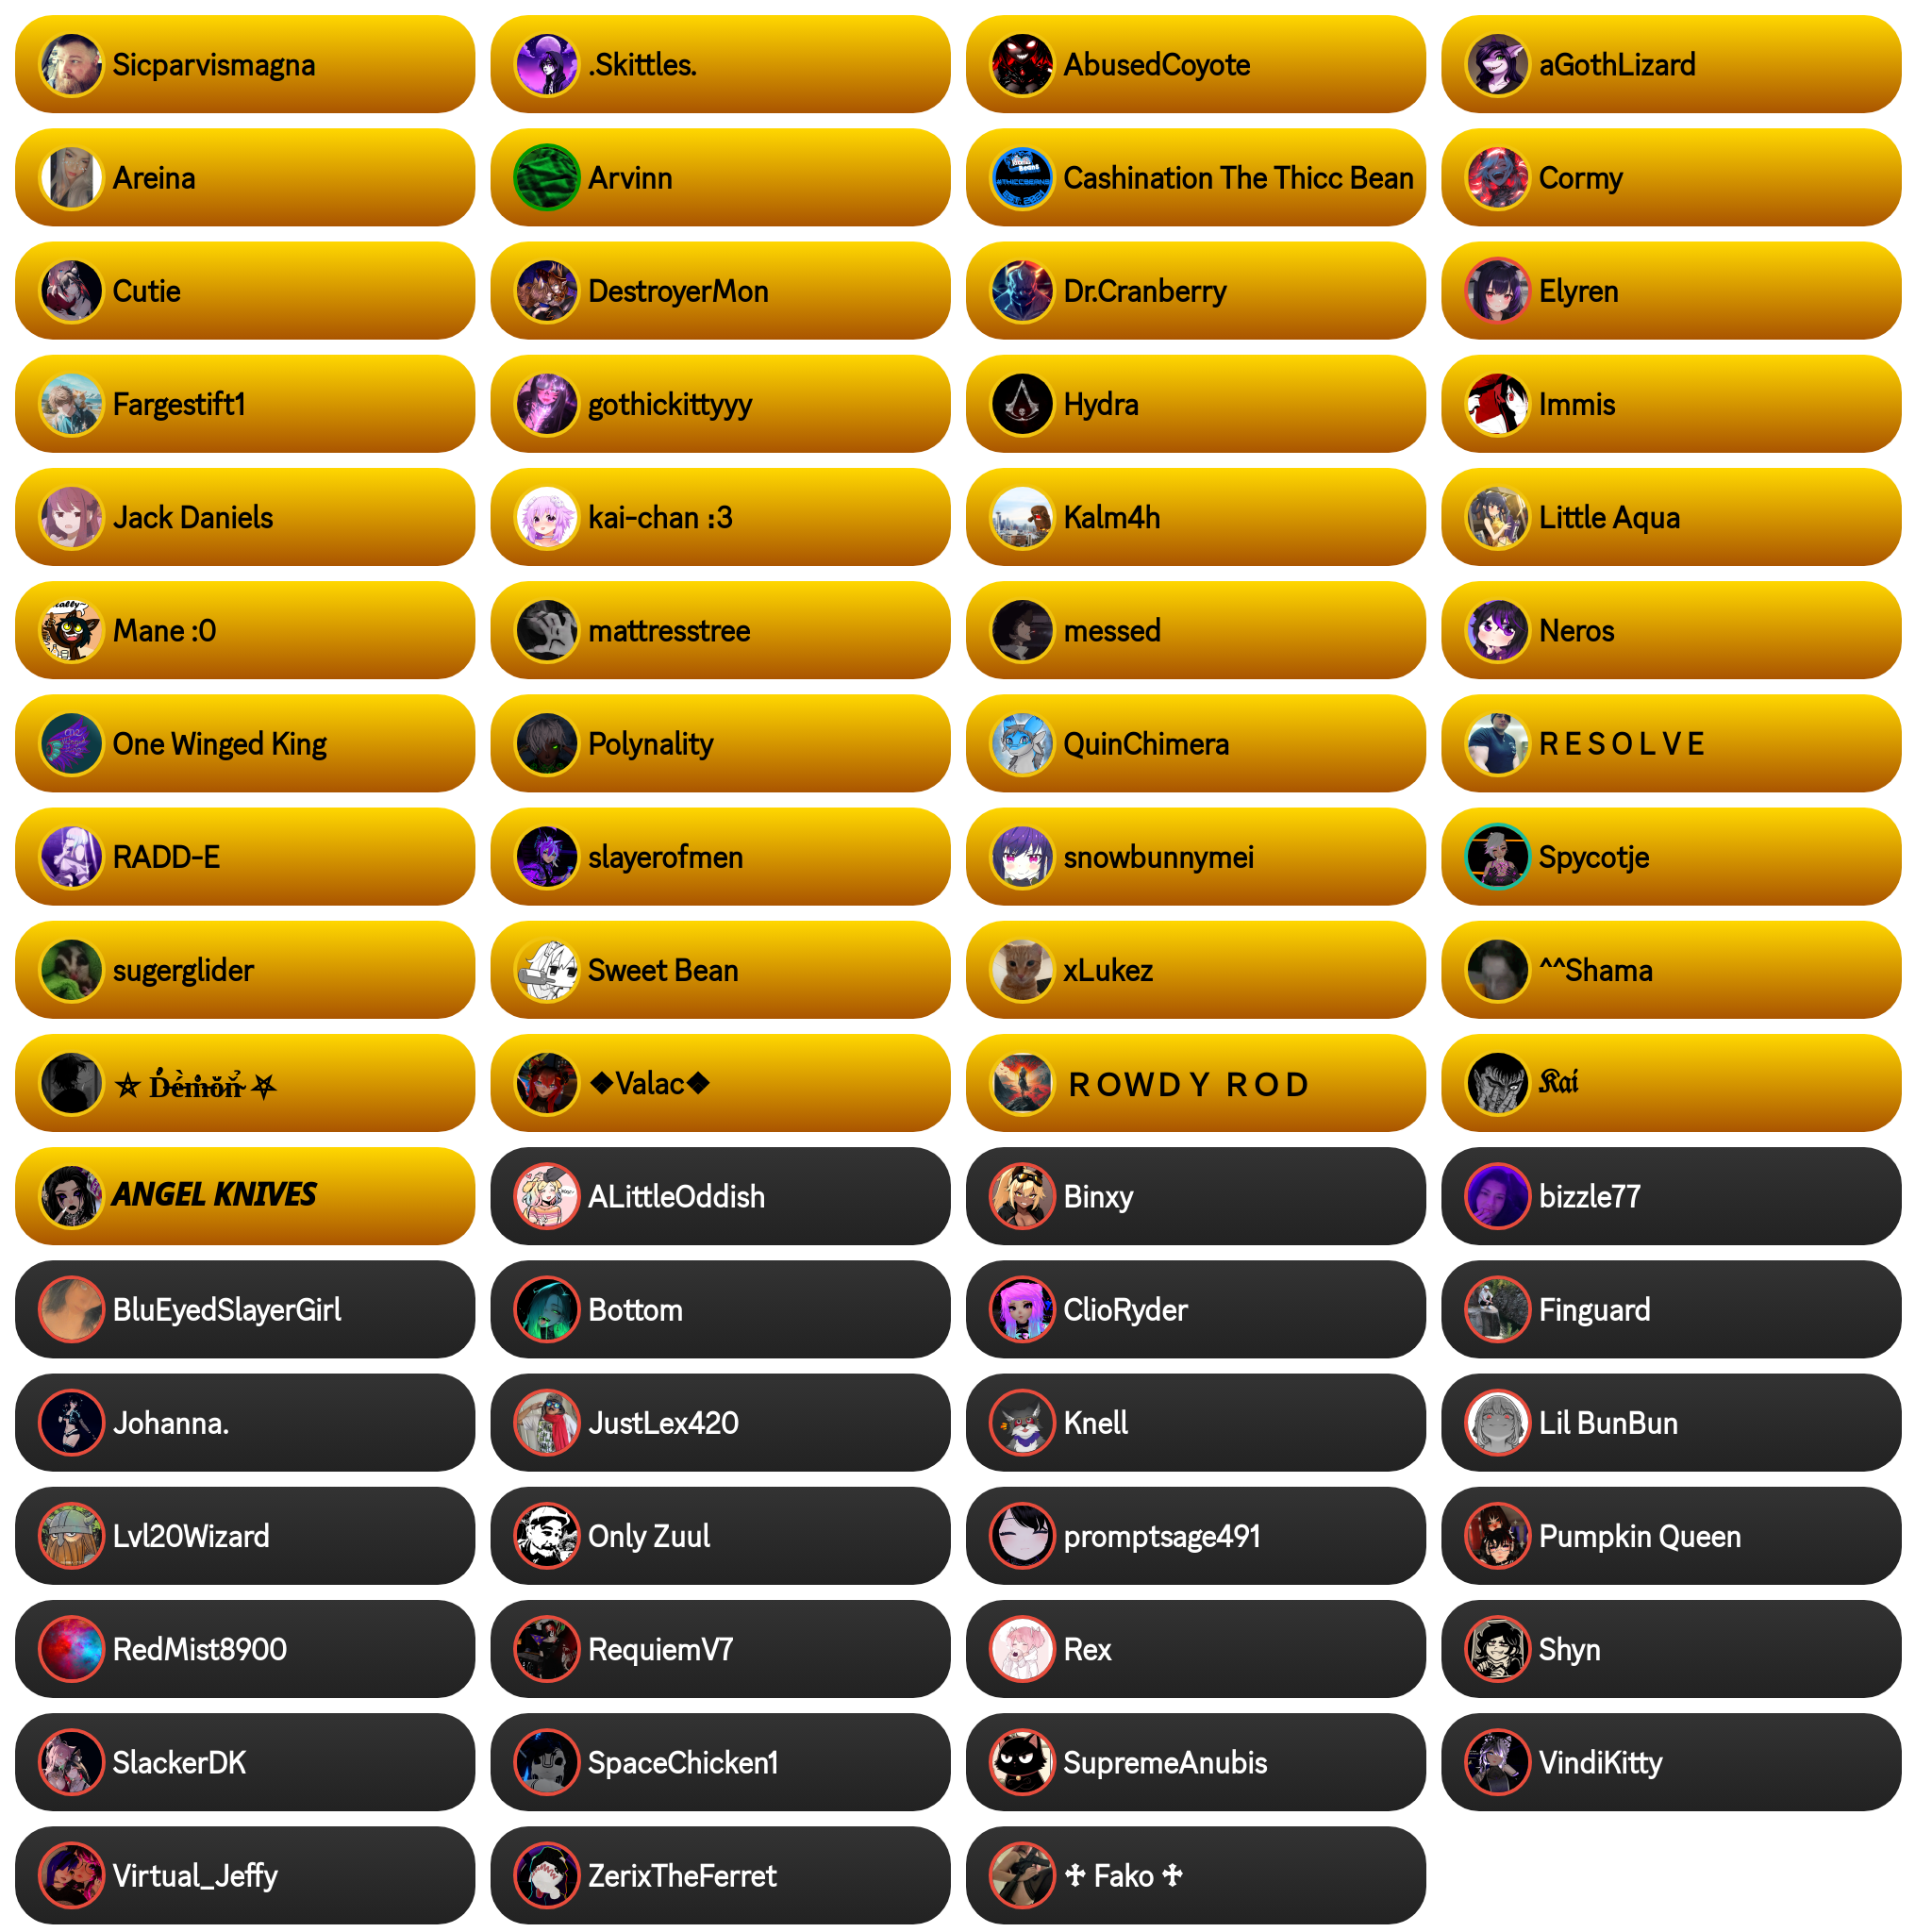 Sicparvismagna
.Skittles.
AbusedCoyote
aGothLizard
Areina
Arvinn
Cashination The Thicc Bean
Cormy
Cutie
DestroyerMon
Dr.Cranberry
Elyren
Fargestift1
gothickittyyy
Hydra
Immis
Jack Daniels
kai-chan :3
Kalm4h
Little Aqua
Mane :0
mattresstree
messed
Neros
One Winged King
Polynality
QuinChimera
R E S O L V E
RADD-E
slayerofmen
snowbunnymei
Spycotje
sugerglider
Sweet Bean
xLukez
^^Shama
⛤ D̴e̴m̴o̴n̴ ⛧
❖Valac❖
ＲＯＷＤＹ ＲＯＤ
𝕶𝖆𝖎
𝘼𝙉𝙂𝙀𝙇 𝙆𝙉𝙄𝙑𝙀𝙎
ALittleOddish
Binxy
bizzle77
BluEyedSlayerGirl
Bottom
ClioRyder
Finguard
Johanna.
JustLex420
Knell
Lil BunBun
Lvl20Wizard
Only Zuul
promptsage491
Pumpkin Queen
RedMist8900
RequiemV7
Rex
Shyn
SlackerDK
SpaceChicken1
SupremeAnubis
VindiKitty
Virtual_Jeffy
ZerixTheFerret
♱ Fako ♱